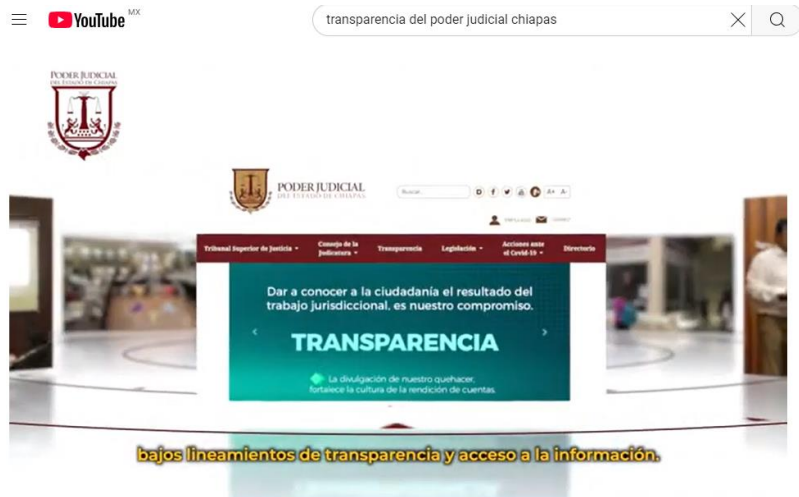 YouTube MX
transparencia del poder judicial chiapas
PODER JUDICIAL
DEL ESTADO DE CHIAPAS
PODER JUDICIAL
DEL ESTADO DE CHIAPAS
Buscar...
A+ A-
Tribunal Superior de Justicia
Consejo de la
Judicatura
Transparencia
Legislación
Acciones ante
el Covid-19
Directorio
Dar a conocer a la ciudadanía el resultado del
trabajo jurisdiccional, es nuestro compromiso.
TRANSPARENCIA
La divulgación de nuestro quehacer,
fortalece la cultura de la rendición de cuentas
bajos lineamientos de transparencia y acceso a la información.